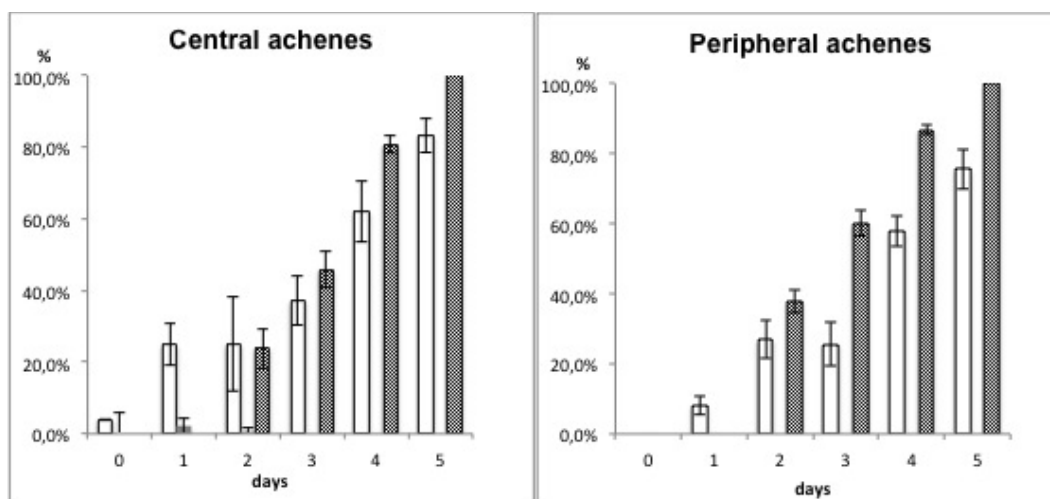 Central achenes
%
100,0%
80,0%
60,0%
40,0%
20,0%
0,0%
0 1 2 3 4 5
days
Peripheral achenes
%
100,0%
80,0%
60,0%
40,0%
20,0%
0,0%
0 1 2 3 4 5
days